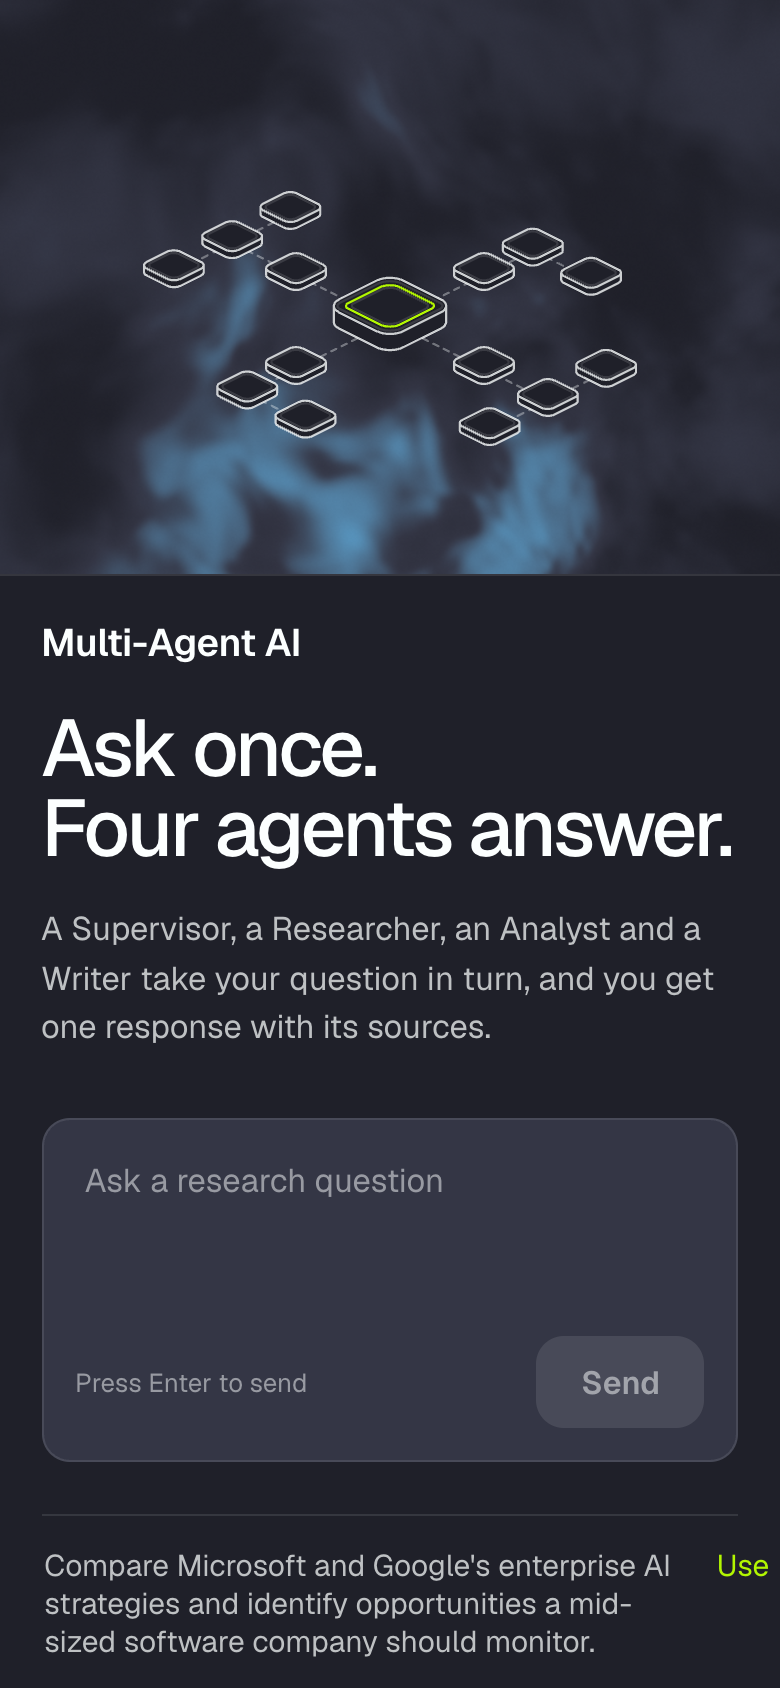 Multi-Agent AI
Ask once.
Four agents answer.
A Supervisor, a Researcher, an Analyst and a
Writer take your question in turn, and you get
one response with its sources.
Ask a research question
Press Enter to send
Send
Compare Microsoft and Google's enterprise AI
strategies and identify opportunities a mid-
sized software company should monitor.
Use